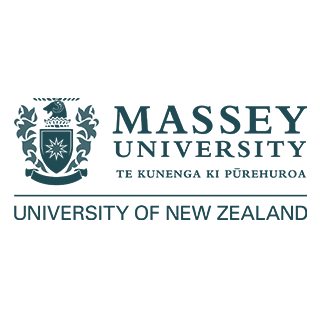 MASSEY
UNIVERSITY
TE KUNENGA KI PŪREHUROA
UNIVERSITY OF NEW ZEALAND